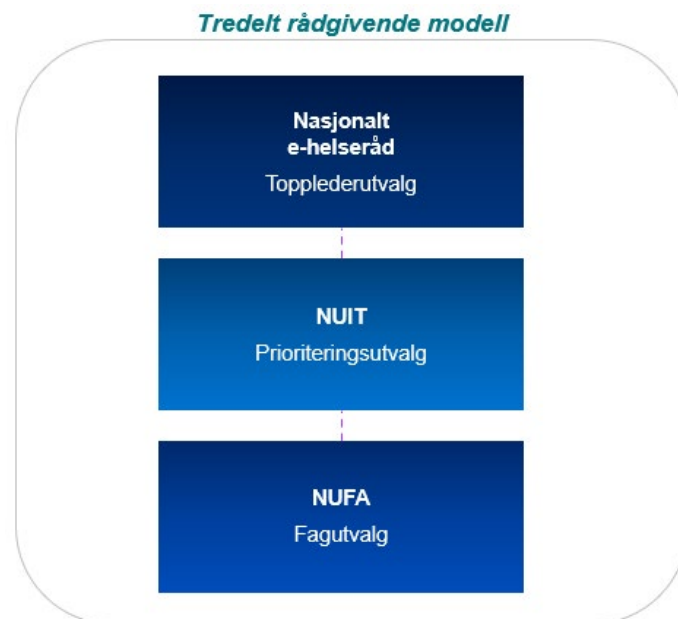 Tredelt rådgivende modell
Nasjonalt
e-helseråd
Topplederutvalg
NUIT
Prioriteringsutvalg
NUFA
Fagutvalg